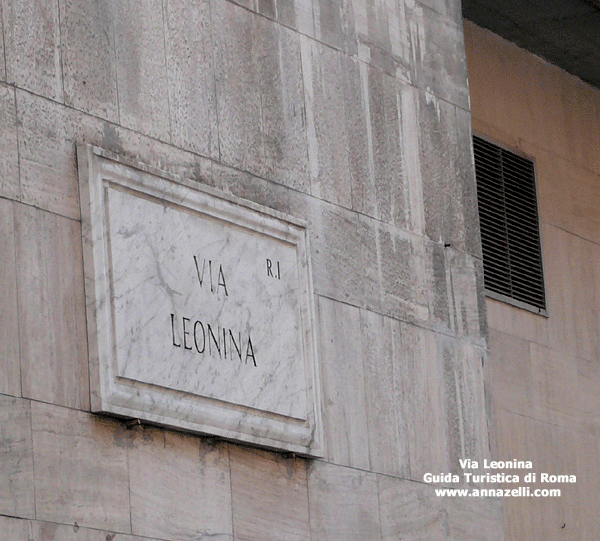 R.I
VIA
LEONINA
Via Leonina
Guida Turistica di Roma
www.annazelli.com